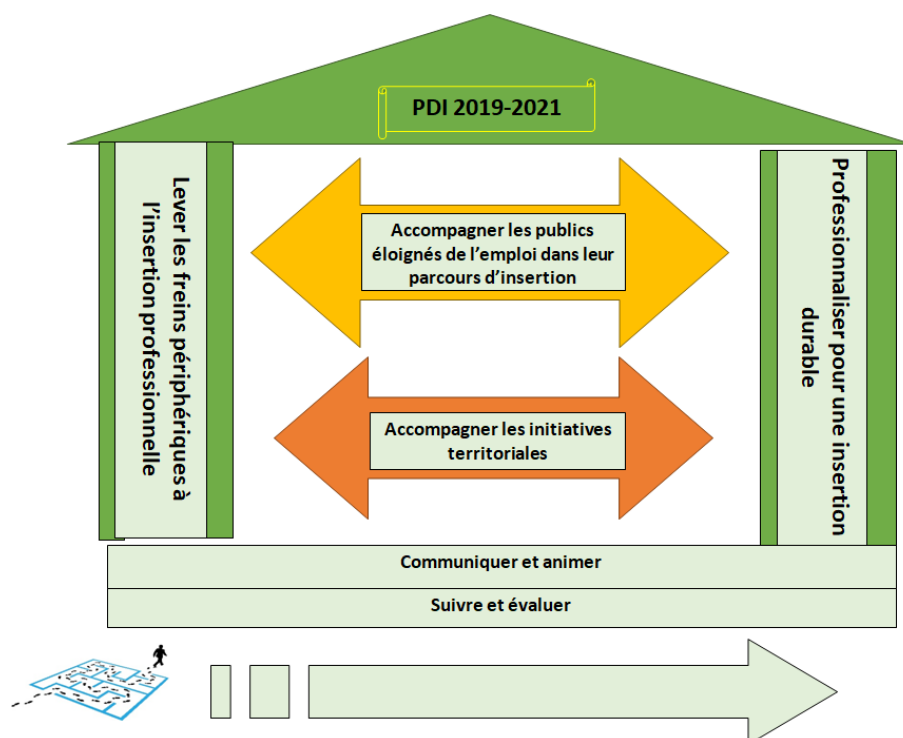 PDI 2019-2021
Lever les freins périphériques à
l'insertion professionnelle
Accompagner les publics
éloignés de l'emploi dans leur
parcours d'insertion
Accompagner les initiatives
territoriales
Professionnaliser pour une insertion
durable
Communiquer et animer
Suivre et évaluer